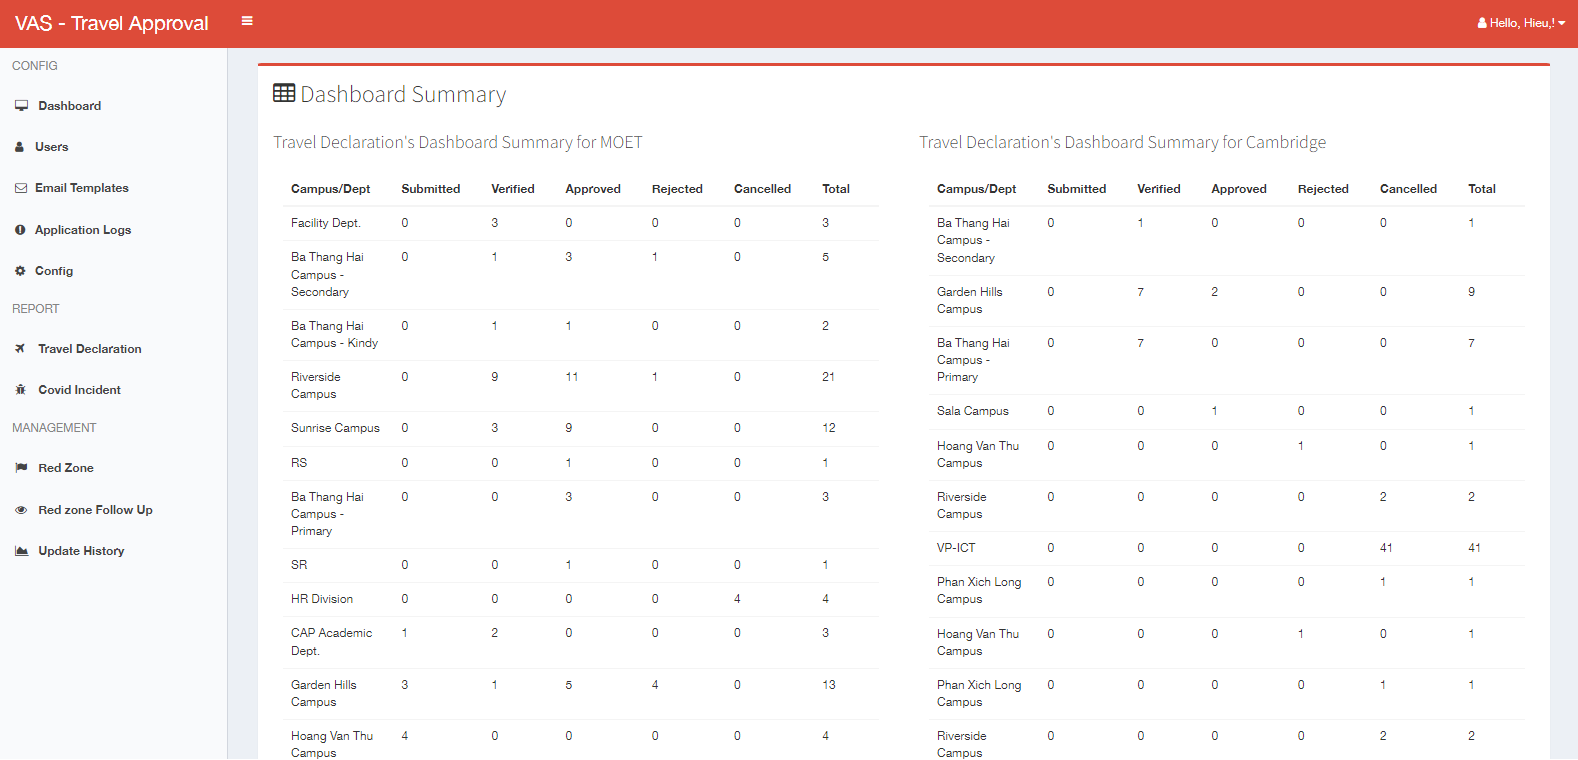 VAS - Travel Approval
Hello, Hieu,!
CONFIG
Dashboard
Users
Email Templates
Application Logs
Config
REPORT
Travel Declaration
Covid Incident
MANAGEMENT
Red Zone
Red zone Follow Up
Update History
Dashboard Summary
Travel Declaration's Dashboard Summary for MOET
Campus/Dept Submitted Verified Approved Rejected Cancelled Total
Facility Dept. 0 3 0 0 0 3
Ba Thang Hai 0 1 3 1 0 5
Campus -
Secondary
Ba Thang Hai 0 1 1 0 0 2
Campus - Kindy
Riverside 0 9 11 1 0 21
Campus
Sunrise Campus 0 3 9 0 0 12
RS 0 0 1 0 0 1
Ba Thang Hai 0 0 3 0 0 3
Campus -
Primary
SR 0 0 1 0 0 1
HR Division 0 0 0 0 4 4
CAP Academic 1 2 0 0 0 3
Dept.
Garden Hills 3 1 5 4 0 13
Campus
Hoang Van Thu 4 0 0 0 0 4
Campus
Travel Declaration's Dashboard Summary for Cambridge
Campus/Dept Submitted Verified Approved Rejected Cancelled Total
Ba Thang Hai 0 1 0 0 0 1
Campus -
Secondary
Garden Hills 0 7 2 0 0 9
Campus
Ba Thang Hai 0 7 0 0 0 7
Campus -
Primary
Sala Campus 0 0 1 0 0 1
Hoang Van Thu 0 0 0 1 0 1
Campus
Riverside 0 0 0 0 2 2
Campus
VP-ICT 0 0 0 0 41 41
Phan Xich Long 0 0 0 0 1 1
Campus
Hoang Van Thu 0 0 0 1 0 1
Campus
Phan Xich Long 0 0 0 0 1 1
Campus
Riverside 0 0 0 0 2 2
Campus